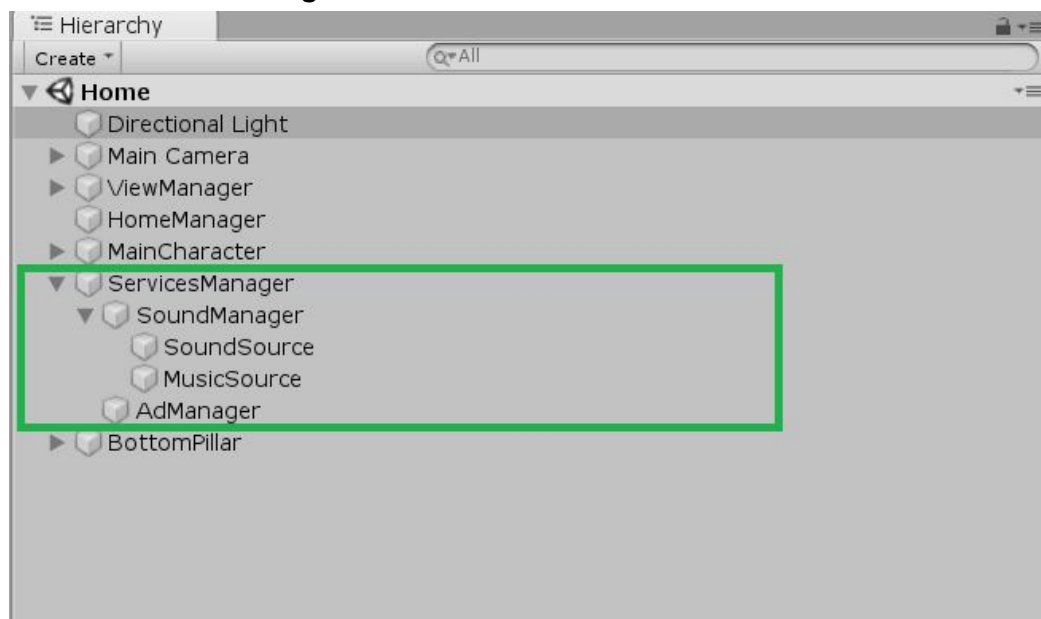 Hierarchy
Create
All
Home
Directional Light
Main Camera
ViewManager
HomeManager
MainCharacter
ServicesManager
SoundManager
SoundSource
MusicSource
AdManager
BottomPillar